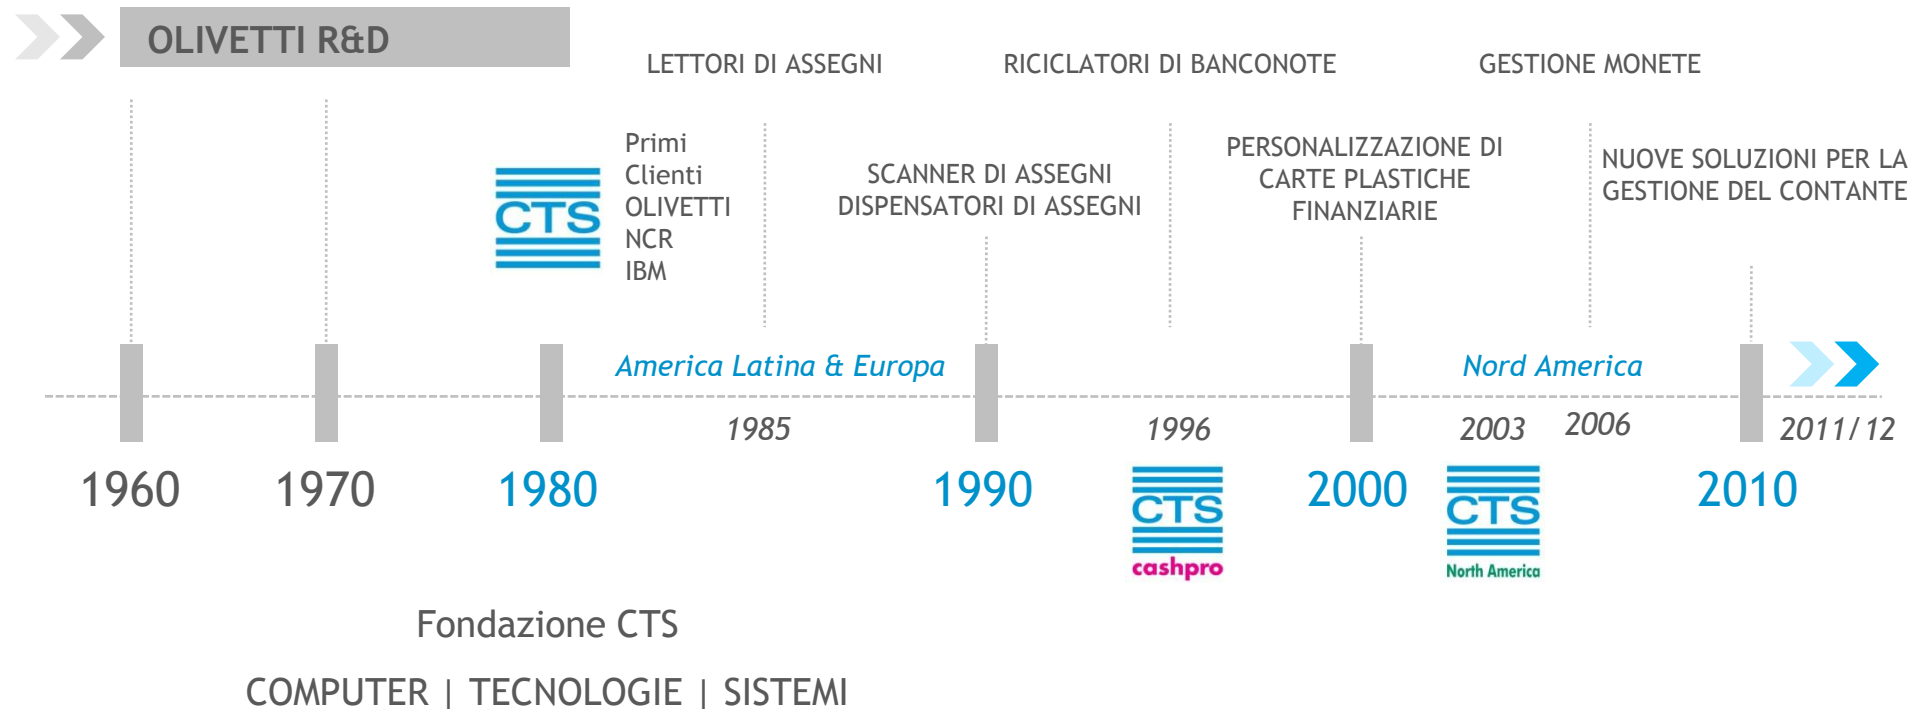 OLIVETTI R&D
LETTORI DI ASSEGNI
RICICLATORI DI BANCONOTE
GESTIONE MONETE
CTS
Primi
Clienti
OLIVETTI
NCR
IBM
SCANNER DI ASSEGNI
DISPENSATORI DI ASSEGNI
PERSONALIZZAZIONE DI
CARTE PLASTICHE
FINANZIARIE
NUOVE SOLUZIONI PER LA
GESTIONE DEL CONTANTE
America Latina & Europa
Nord America
1985
1996
2003
2006
2011/12
1960
1970
1980
1990
2000
2010
CTS
cashpro
CTS
North America
Fondazione CTS
COMPUTER | TECNOLOGIE | SISTEMI